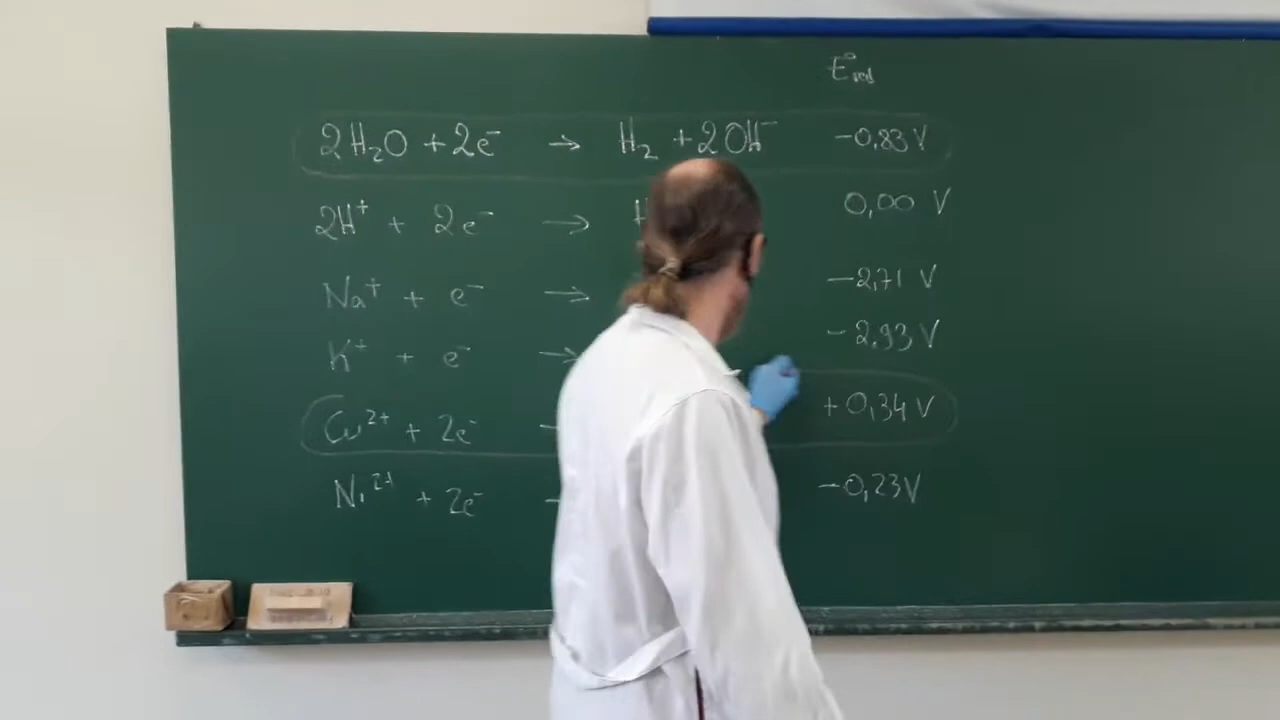 E°red
2H₂O + 2e⁻ → H₂ + 2OH⁻ −0,83 V
2H⁺ + 2e⁻ → 0,00 V
Na⁺ + e⁻ → −2,71 V
K⁺ + e⁻ → −2,93 V
Cu²⁺ + 2e⁻ +0,34 V
Ni²⁺ + 2e⁻ −0,23V